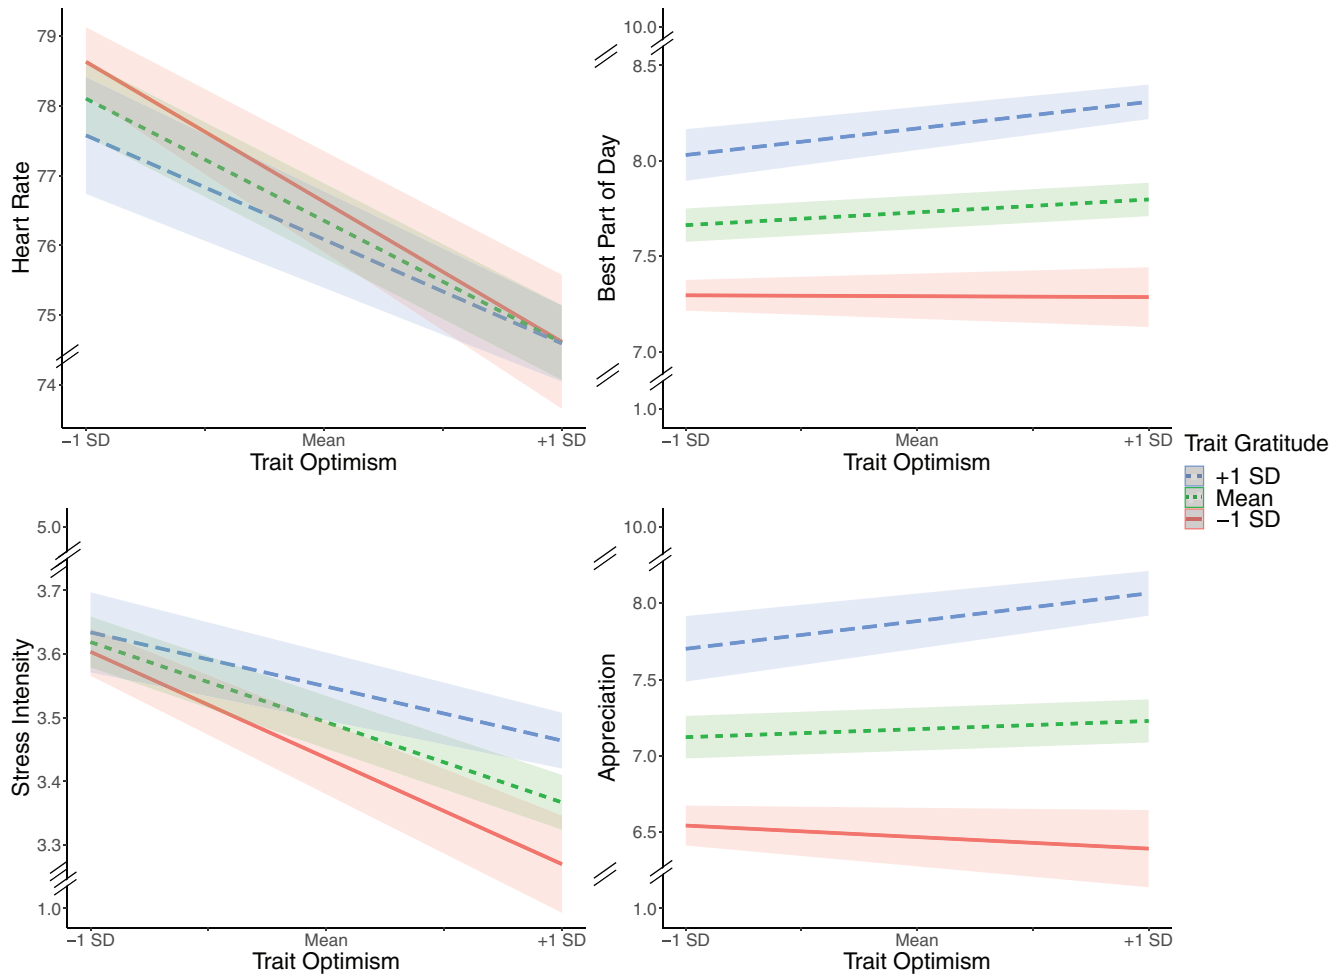 Heart Rate
79
78
77
76
75
74
−1 SD
Mean
+1 SD
Trait Optimism
Best Part of Day
10.0
8.5
8.0
7.5
7.0
1.0
−1 SD
Mean
+1 SD
Trait Optimism
Trait Gratitude
+1 SD
Mean
−1 SD
Stress Intensity
5.0
3.7
3.6
3.5
3.4
3.3
1.0
−1 SD
Mean
+1 SD
Trait Optimism
Appreciation
10.0
8.0
7.5
7.0
6.5
1.0
−1 SD
Mean
+1 SD
Trait Optimism